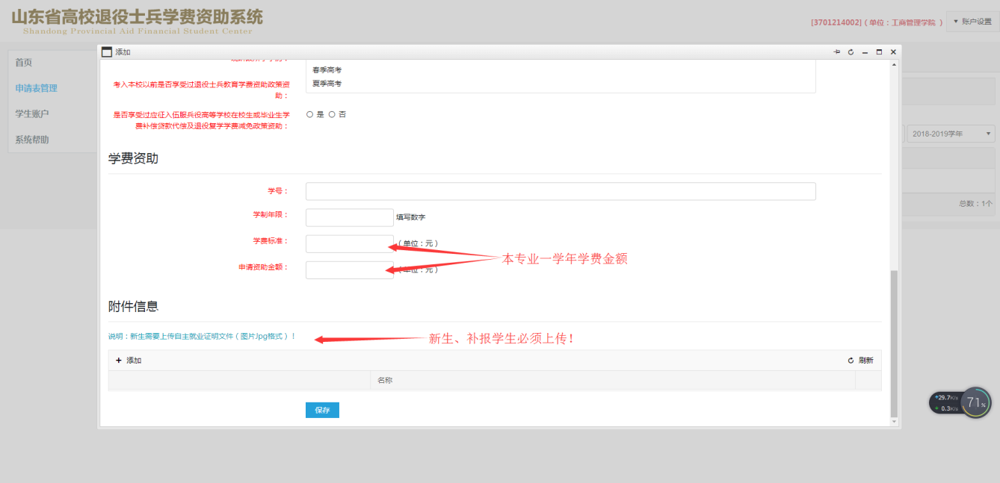 山东省高校退役士兵学费资助系统
Shandong Provincial Aid Financial Student Center
[3701214002] ( 单位：工商管理学院 )
账户设置
添加
首页
申请表管理
学生账户
系统帮助
春季高考
夏季高考
考入本校以前是否享受过退役士兵教育学费资助政策资
助：
是否享受过应征入伍服兵役高等学校在校生或毕业生学
费补偿贷款代偿及退役复学学费减免政策资助：
是 否
2018-2019学年
总数：1个
学费资助
学号：
学制年限：
填写数字
学费标准：
( 单位：元 )
申请资助金额：
( 单位：元 )
本专业一学年学费金额
附件信息
说明：新生需要上传自主就业证明文件（图片Jpg格式）！
新生、补报学生必须上传！
+ 添加
刷新
名称
保存
29.7K/s
0.3K/s
71%